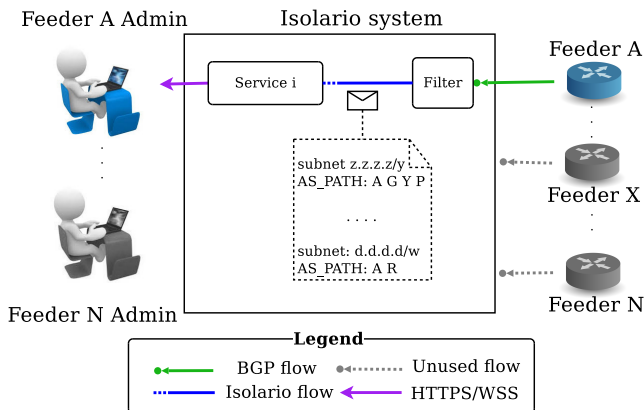 Feeder A Admin
Isolario system
Feeder A
Service i
Filter
subnet z.z.z.z/y
AS_PATH: A G Y P
. . . .
subnet: d.d.d.d/w
AS_PATH: A R
Feeder X
Feeder N Admin
Feeder N
Legend
BGP flow
Unused flow
Isolario flow
HTTPS/WSS